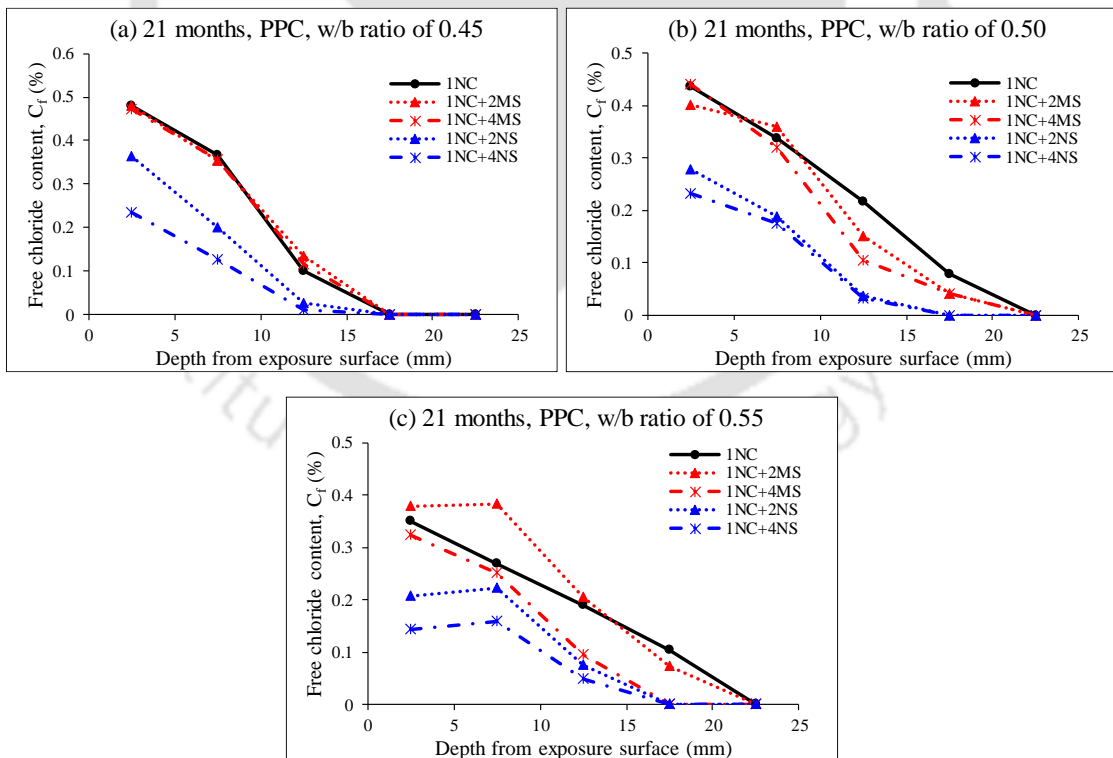 (a) 21 months, PPC, w/b ratio of 0.45
0.6
0.5
0.4
0.3
0.2
0.1
0
Free chloride content, Cf (%)
1NC
1NC+2MS
1NC+4MS
1NC+2NS
1NC+4NS
0 5 10 15 20 25
Depth from exposure surface (mm)
(b) 21 months, PPC, w/b ratio of 0.50
0.5
0.4
0.3
0.2
0.1
0
Free chloride content, Cf (%)
1NC
1NC+2MS
1NC+4MS
1NC+2NS
1NC+4NS
0 5 10 15 20 25
Depth from exposure surface (mm)
(c) 21 months, PPC, w/b ratio of 0.55
0.5
0.4
0.3
0.2
0.1
0
Free chloride content, Cf (%)
1NC
1NC+2MS
1NC+4MS
1NC+2NS
1NC+4NS
0 5 10 15 20 25
Depth from exposure surface (mm)